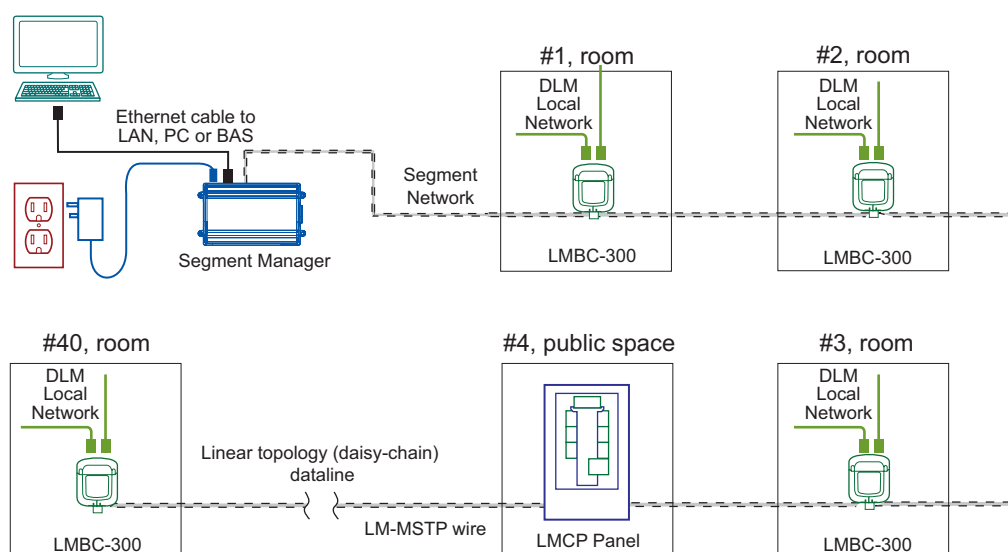 #1, room
#2, room
DLM
Local
Network
DLM
Local
Network
Ethernet cable to
LAN, PC or BAS
Segment
Network
Segment Manager
LMBC-300
LMBC-300
#40, room
#4, public space
#3, room
DLM
Local
Network
DLM
Local
Network
Linear topology (daisy-chain)
dataline
LM-MSTP wire
LMBC-300
LMCP Panel
LMBC-300